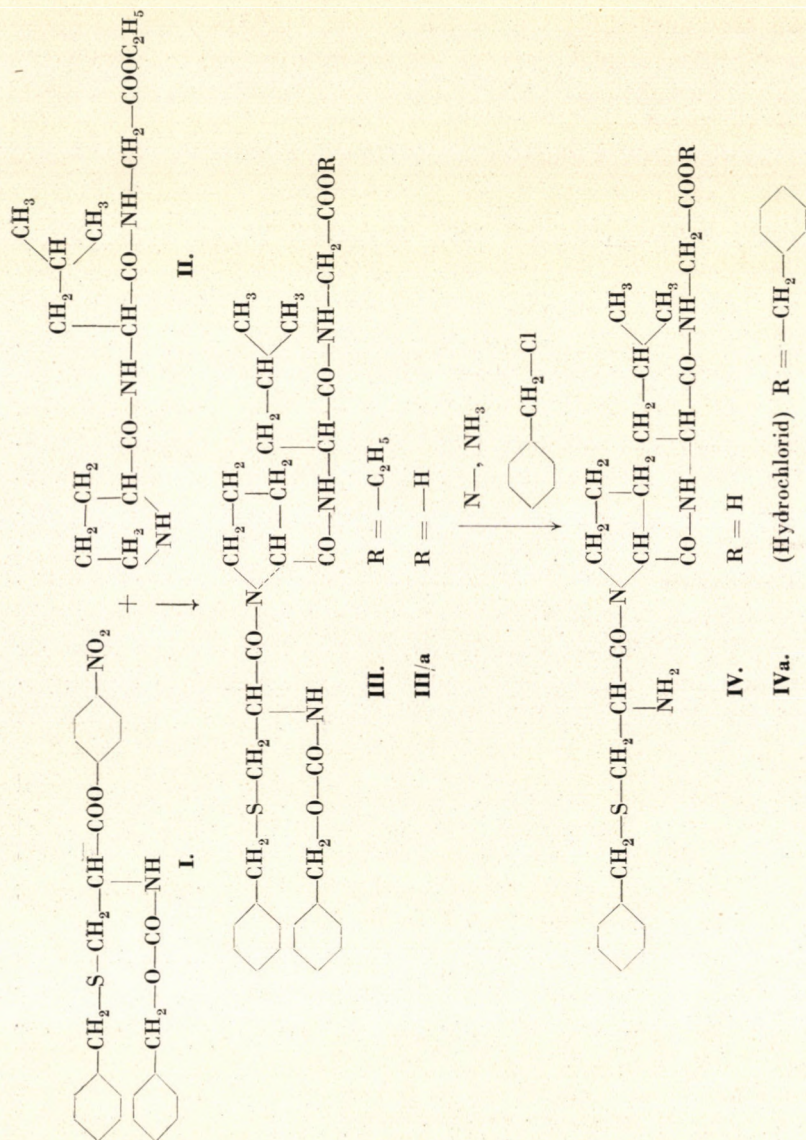 CH₂—S—CH₂—CH—COO— —NO₂
CH₂—O—CO—NH
I.
+
CH₂—CH₂
CH₂ CH—CO—NH—CH—CO—NH—CH₂—COOC₂H₅
NH
CH₂—CH
CH₃
CH₃
II.
CH₂—S—CH₂—CH—CO—N
CH₂—O—CO—NH
CH₂—CH₂
CH—CH₂
CO—NH—CH—CO—NH—CH₂—COOR
CH₂—CH
CH₃
CH₃
III. R = —C₂H₅
III/a R = —H
N—, NH₃
CH₂—Cl
CH₂—S—CH₂—CH—CO—N
NH₂
CH₂—CH₂
CH—CH₂
CO—NH—CH—CO—NH—CH₂—COOR
CH₂—CH
CH₃
CH₃
IV. R = H
IVa. (Hydrochlorid) R = —CH₂—